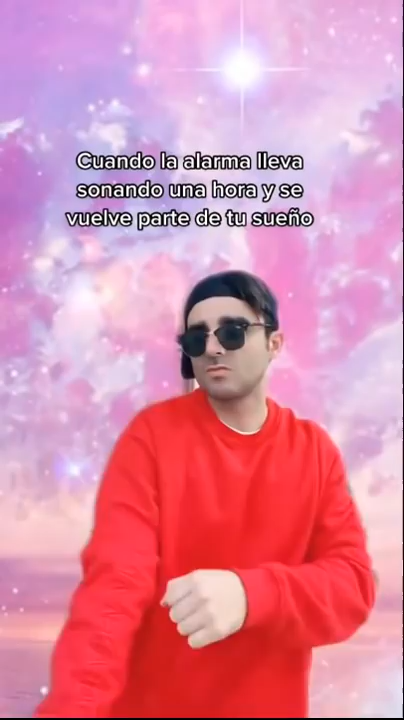 Cuando la alarma lleva
sonando una hora y se
vuelve parte de tu sueño